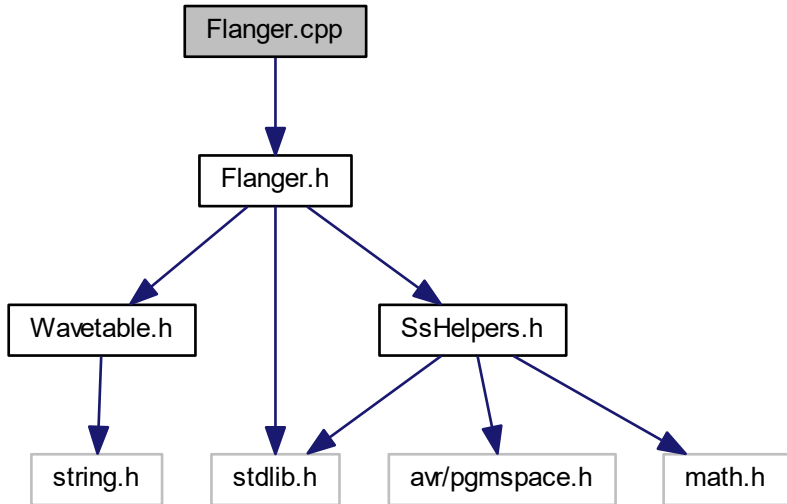 Flanger.cpp
Flanger.h
Wavetable.h
SsHelpers.h
string.h
stdlib.h
avr/pgmspace.h
math.h